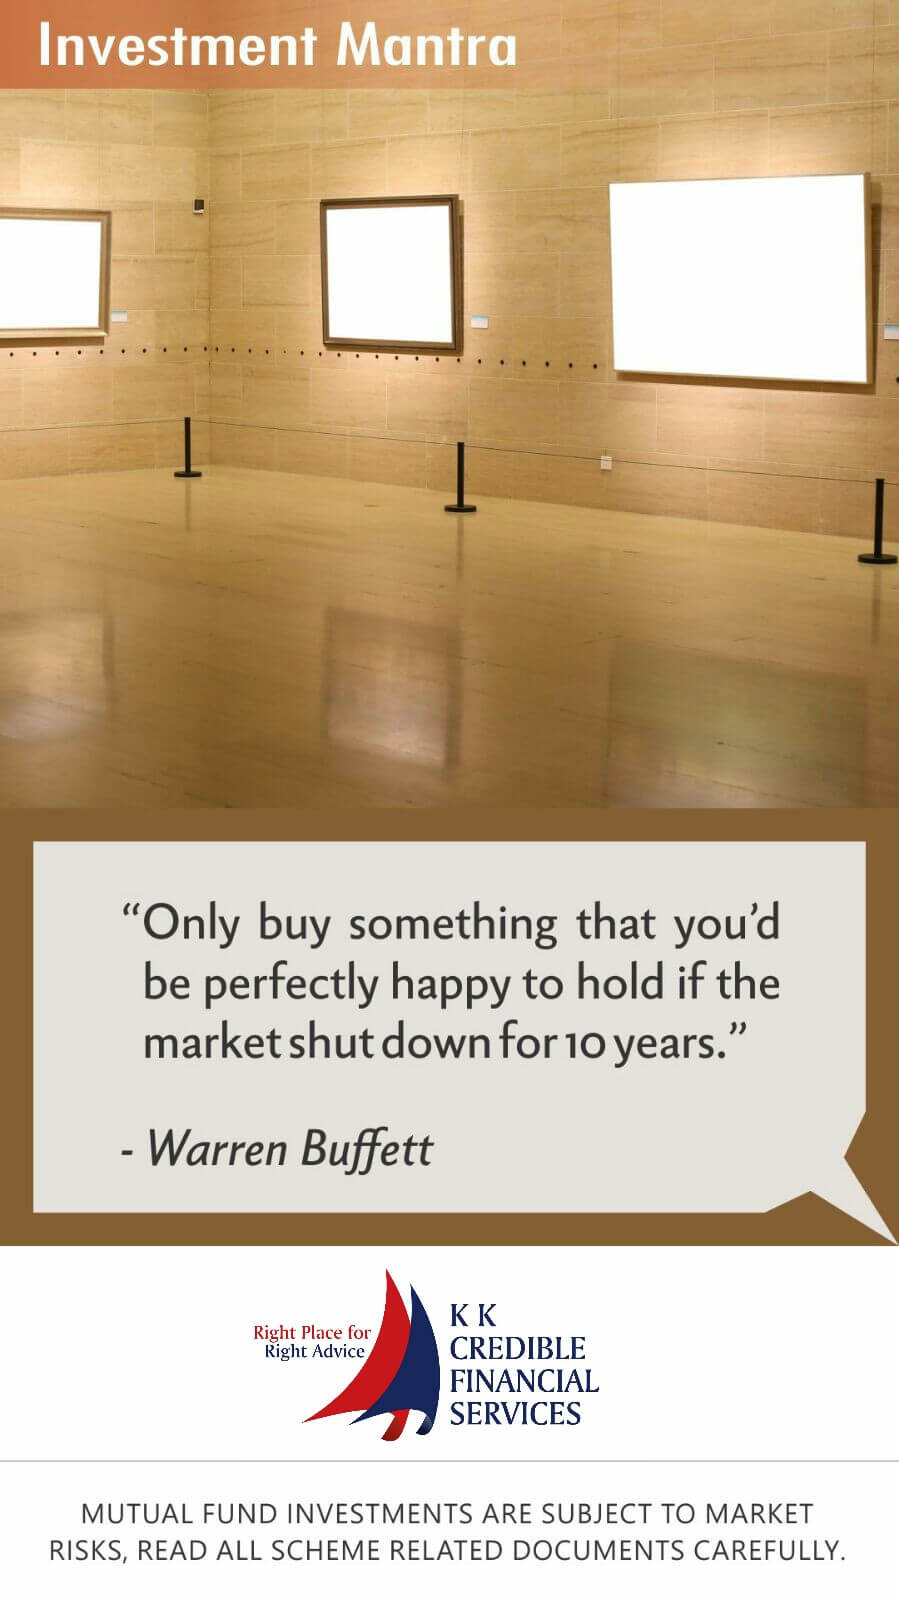 Investment Mantra
“Only buy something that you’d
be perfectly happy to hold if the
market shut down for 10 years.”
- Warren Buffett
Right Place for
Right Advice
K K
CREDIBLE
FINANCIAL
SERVICES
MUTUAL FUND INVESTMENTS ARE SUBJECT TO MARKET
RISKS, READ ALL SCHEME RELATED DOCUMENTS CAREFULLY.